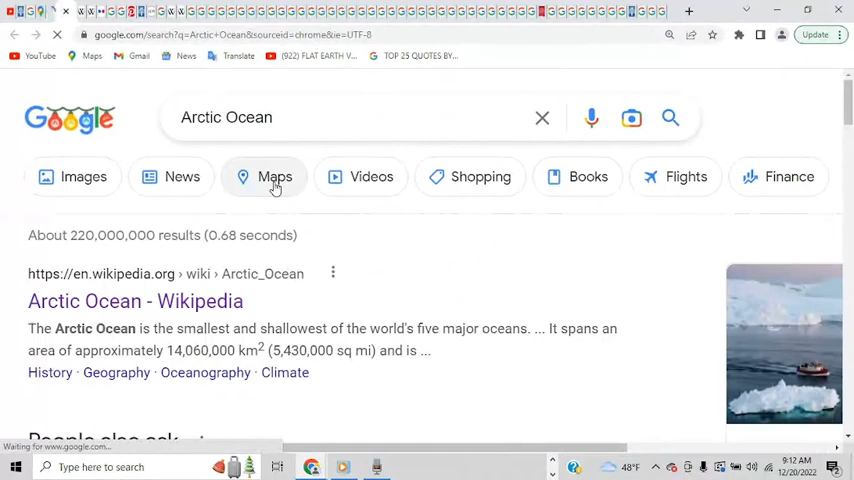 google.com/search?q=Arctic+Ocean&sourceid=chrome&ie=UTF-8
Update
YouTube
Maps
Gmail
News
Translate
(922) FLAT EARTH V...
TOP 25 QUOTES BY...
Google
Arctic Ocean
Images
News
Maps
Videos
Shopping
Books
Flights
Finance
About 220,000,000 results (0.68 seconds)
https://en.wikipedia.org › wiki › Arctic_Ocean
Arctic Ocean - Wikipedia
The Arctic Ocean is the smallest and shallowest of the world's five major oceans. ... It spans an
area of approximately 14,060,000 km2 (5,430,000 sq mi) and is ...
History · Geography · Oceanography · Climate
People also ask
Waiting for www.google.com...
Type here to search
48°F
9:12 AM
12/20/2022